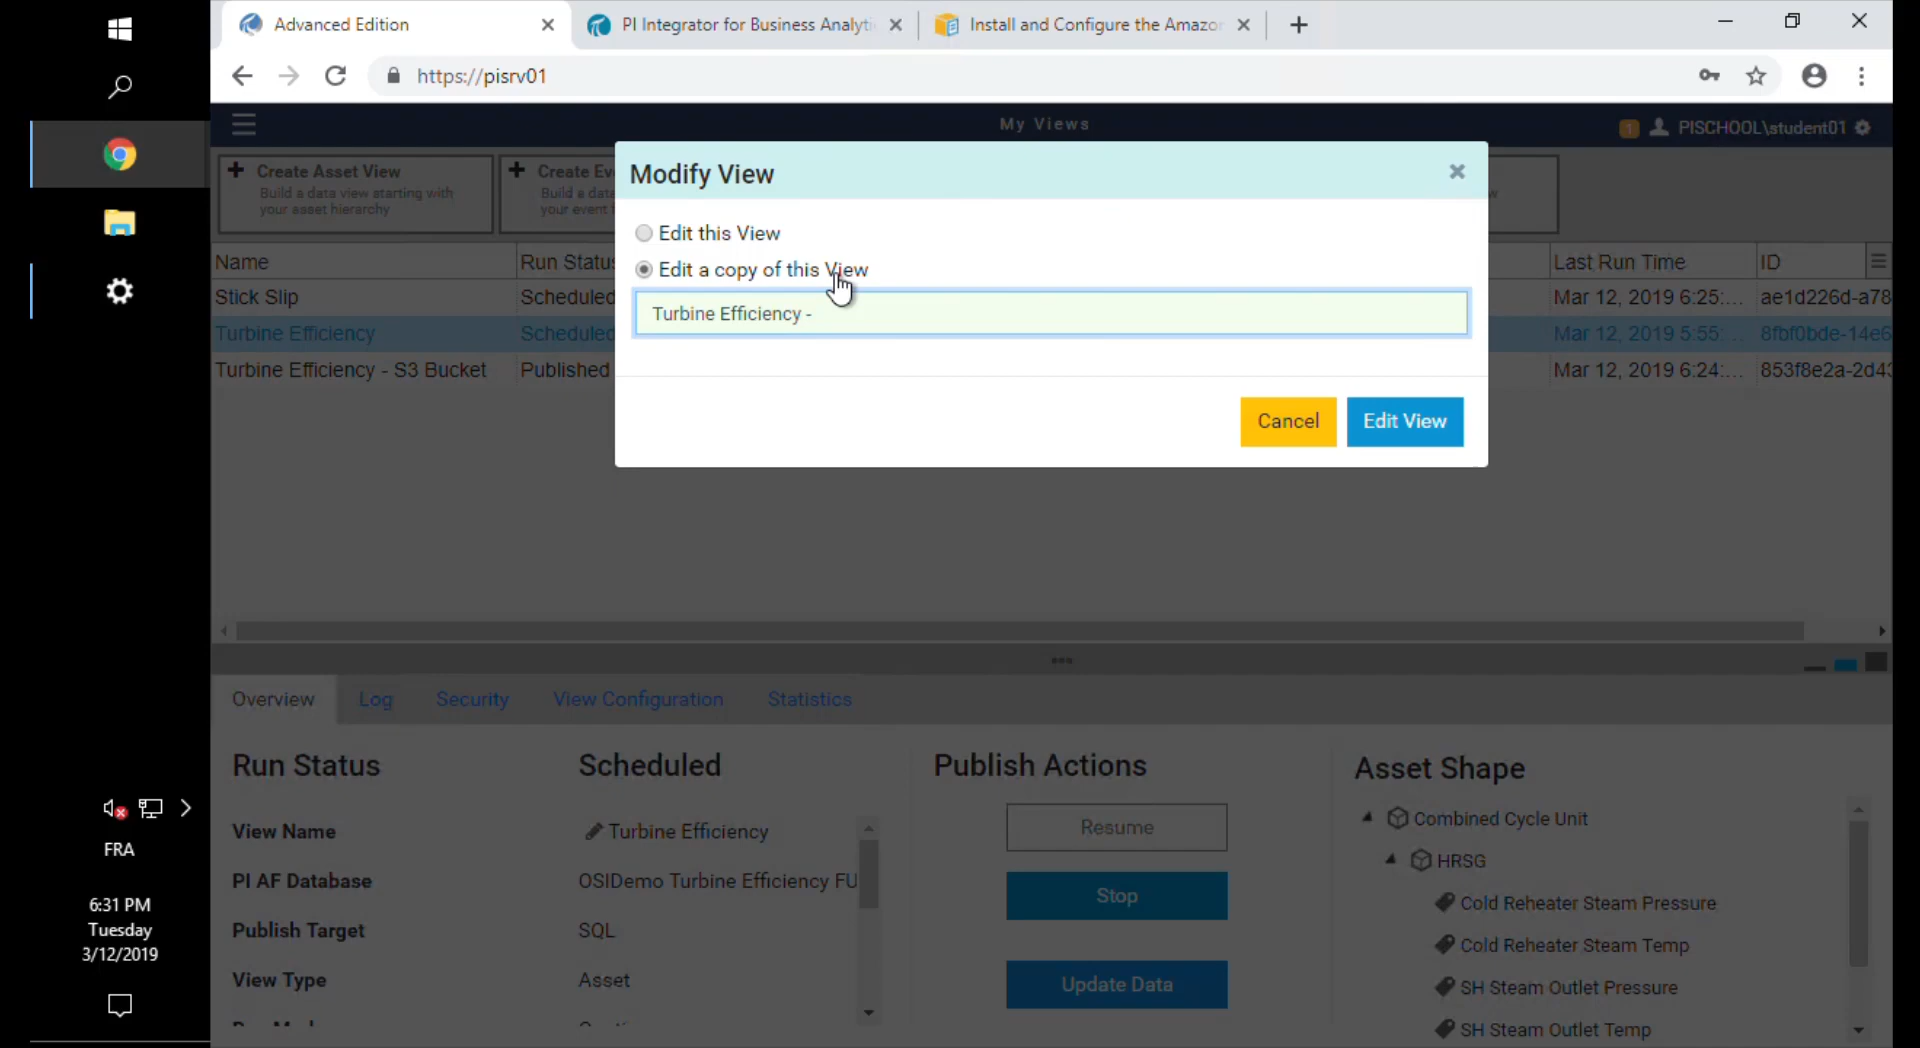 Advanced Edition
PI Integrator for Business Analyti
Install and Configure the Amazor
https://pisrv01
My Views
1
PISCHOOL\student01
Create Asset View
Build a data view starting with
your asset hierarchy
Create Ev
Build a data
your event
w
Modify View
Edit this View
Edit a copy of this View
Turbine Efficiency -
Cancel
Edit View
Name
Run Status
Last Run Time
ID
Stick Slip
Scheduled
Mar 12, 2019 6:25:...
ae1d226d-a78
Turbine Efficiency
Scheduled
Mar 12, 2019 5:55:...
8fbf0bde-14e6
Turbine Efficiency - S3 Bucket
Published
Mar 12, 2019 6:24:...
853f8e2a-2d43
Overview
Log
Security
View Configuration
Statistics
Run Status
Scheduled
View Name
Turbine Efficiency
PI AF Database
OSIDemo Turbine Efficiency FU
Publish Target
SQL
View Type
Asset
Publish Actions
Resume
Stop
Update Data
Asset Shape
Combined Cycle Unit
HRSG
Cold Reheater Steam Pressure
Cold Reheater Steam Temp
SH Steam Outlet Pressure
SH Steam Outlet Temp
FRA
6:31 PM
Tuesday
3/12/2019